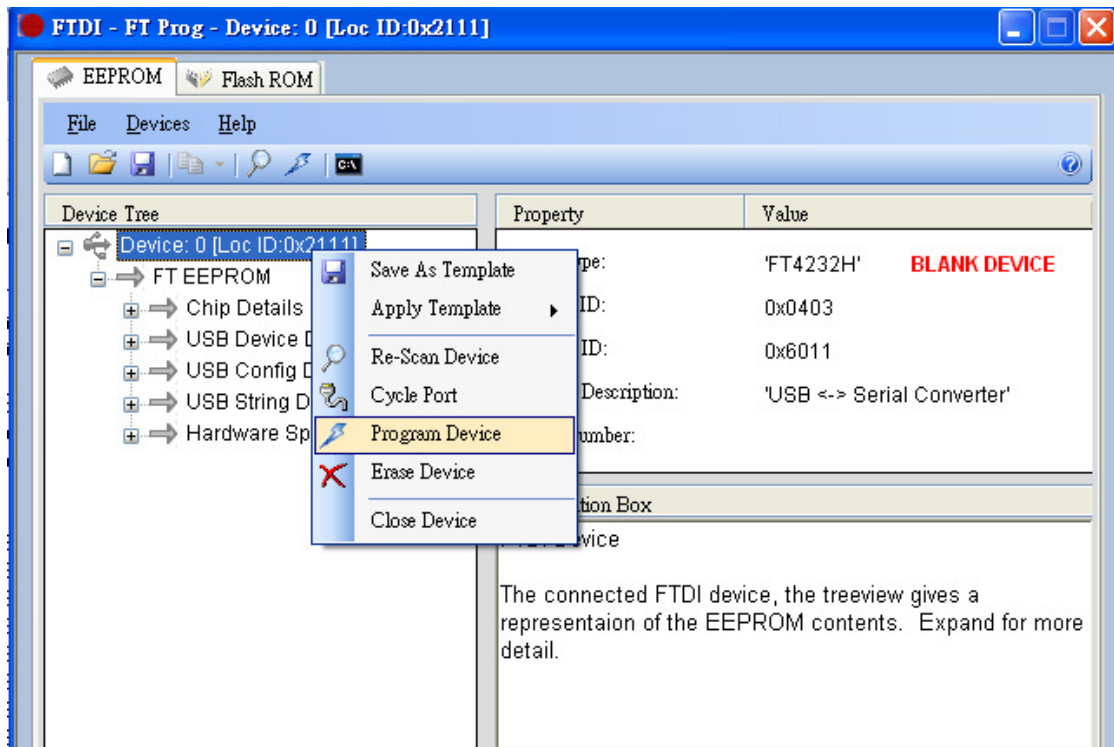 FTDI - FT Prog - Device: 0 [Loc ID:0x2111]
EEPROM Flash ROM
File Devices Help
C:\
Device Tree
Property Value
Device: 0 [Loc ID:0x2111]
FT EEPROM
Chip Details
USB Device D
USB Config D
USB String D
Hardware Sp
Save As Template
Apply Template
Re-Scan Device
Cycle Port
Program Device
Erase Device
Close Device
pe: 'FT4232H' BLANK DEVICE
ID: 0x0403
ID: 0x6011
Description: 'USB <-> Serial Converter'
umber:
tion Box
vice
The connected FTDI device, the treeview gives a
representaion of the EEPROM contents. Expand for more
detail.